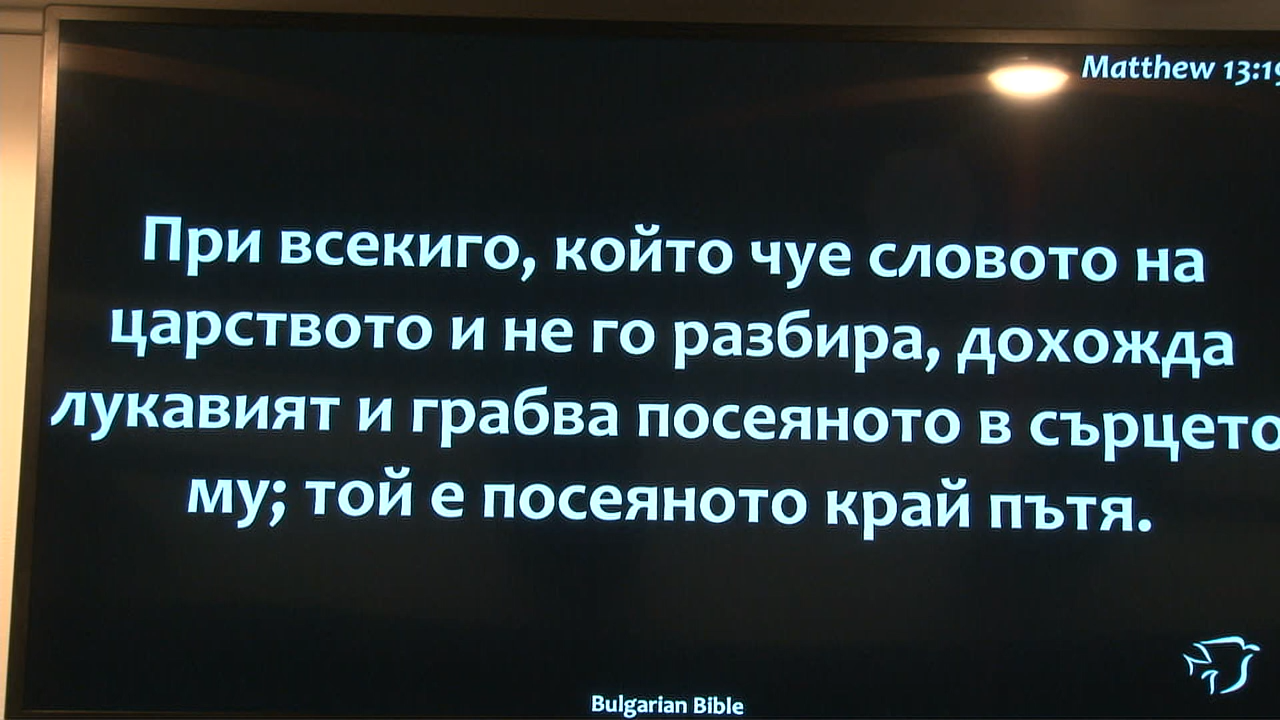 Matthew 13:19
При всекиго, който чуе словото на
царството и не го разбира, дохожда
лукавият и грабва посеяното в сърцето
му; той е посеяното край пътя.
Bulgarian Bible